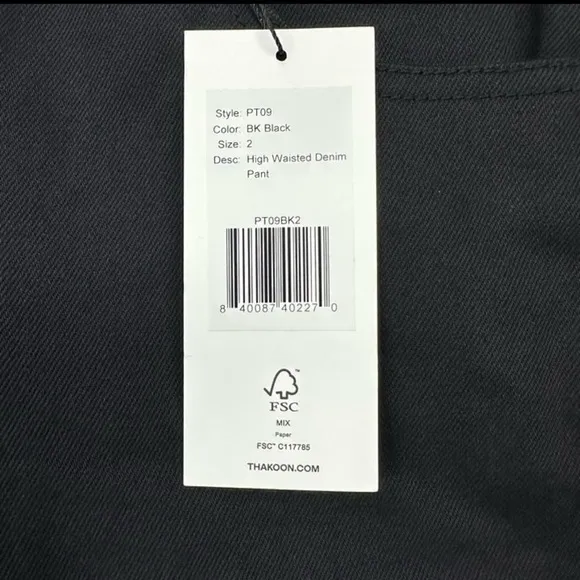 Style: PT09
Color: BK Black
Size: 2
Desc: High Waisted Denim
Pant
PT09BK2
8 40087 40227 0
FSC
MIX
Paper
FSC™ C117785
THAKOON.COM